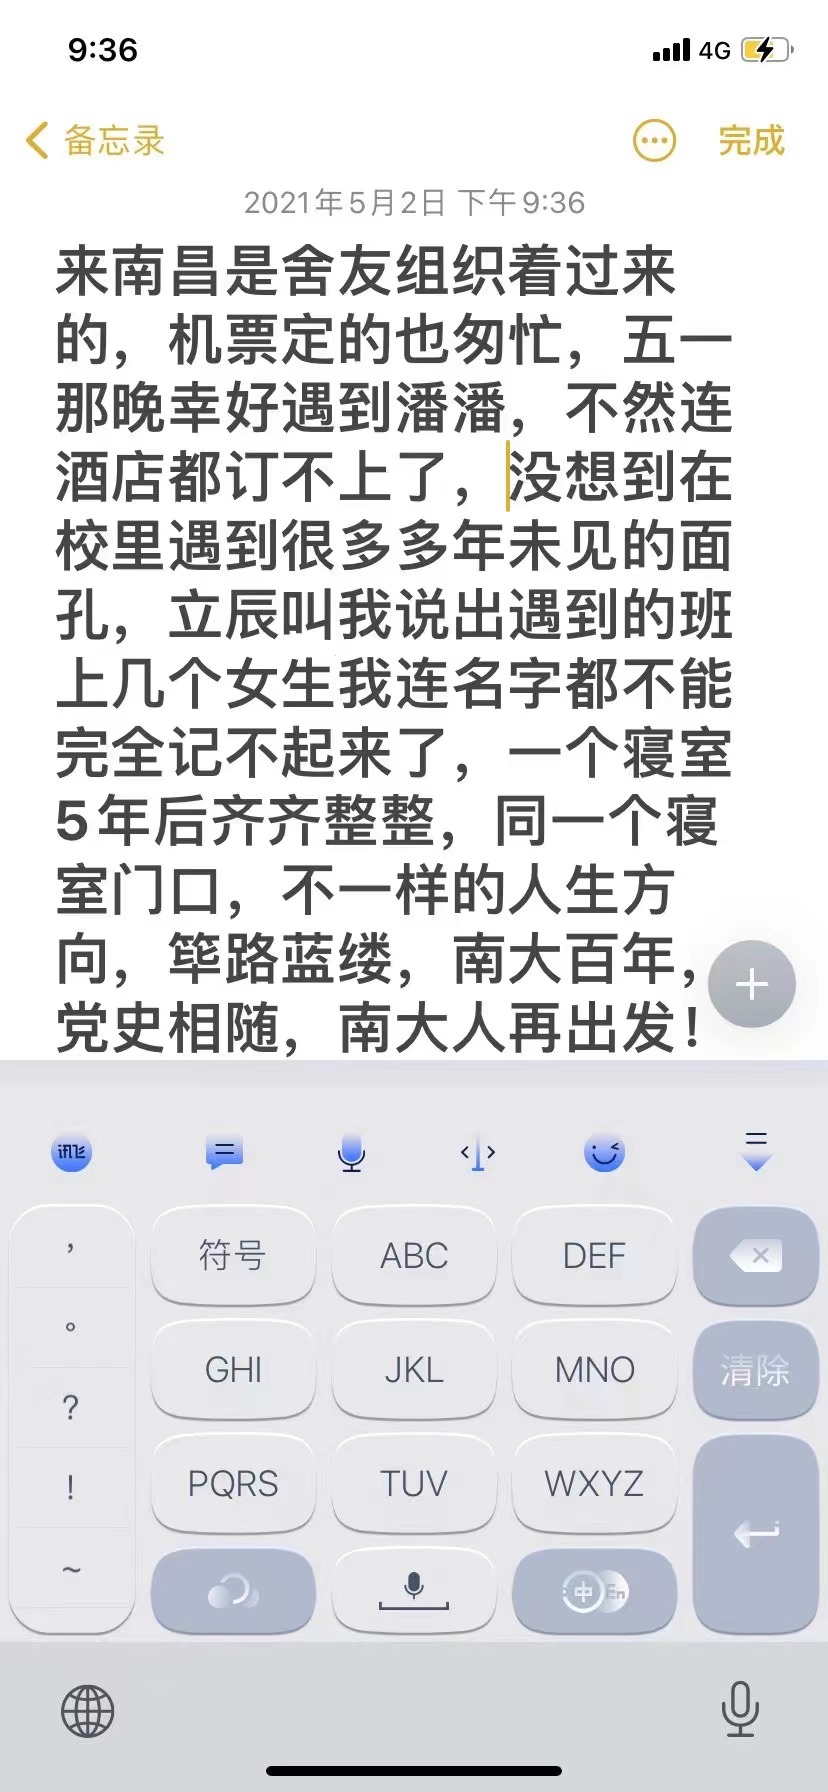 9:36
4G
备忘录
完成
2021年5月2日 下午9:36
来南昌是舍友组织着过来
的，机票定的也匆忙，五一
那晚幸好遇到潘潘，不然连
酒店都订不上了，没想到在
校里遇到很多多年未见的面
孔，立辰叫我说出遇到的班
上几个女生我连名字都不能
完全记不起来了，一个寝室
5年后齐齐整整，同一个寝
室门口，不一样的人生方
向，筚路蓝缕，南大百年，
党史相随，南大人再出发！
讯飞
，
符号
ABC
DEF
。
GHI
JKL
MNO
清除
？
！
PQRS
TUV
WXYZ
~
中
En